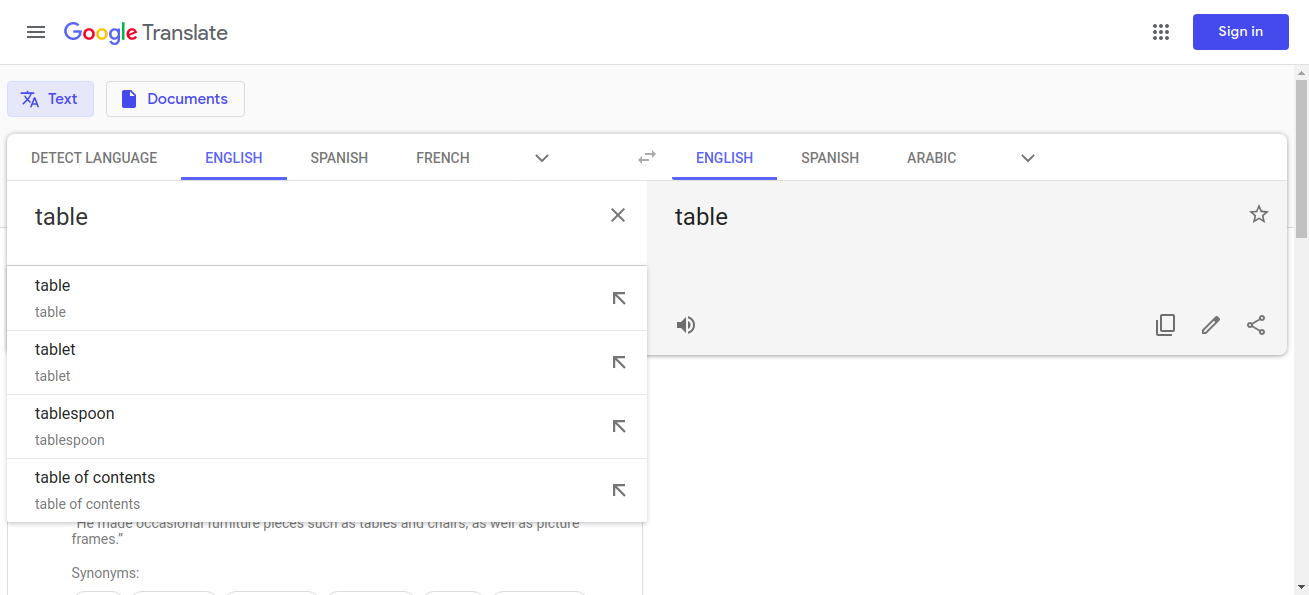 Google Translate
Sign in
Text
Documents
DETECT LANGUAGE ENGLISH SPANISH FRENCH
ENGLISH SPANISH ARABIC
table
table
table
table
tablet
tablet
tablespoon
tablespoon
table of contents
table of contents
"He made occasional furniture pieces such as tables and chairs, as well as picture
frames."
Synonyms: